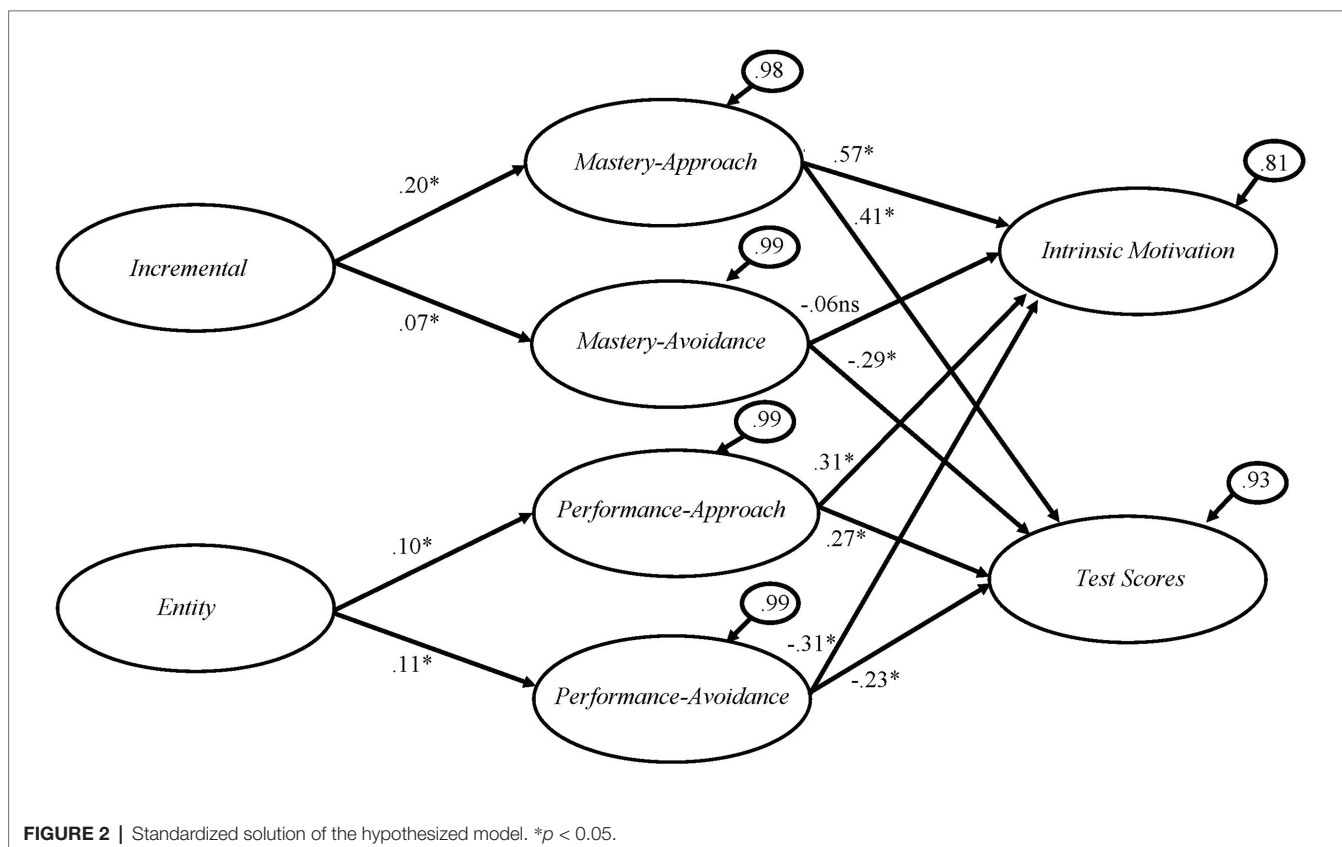 .98
Mastery-Approach
.57*
.81
.20*
.41*
Intrinsic Motivation
Incremental
.99
-.06ns
.07*
Mastery-Avoidance
-.29*
.99
.31*
.93
Performance-Approach
.27*
.10*
Test Scores
Entity
.99
.11*
-.31*
-.23*
Performance-Avoidance
FIGURE 2 | Standardized solution of the hypothesized model. *p < 0.05.